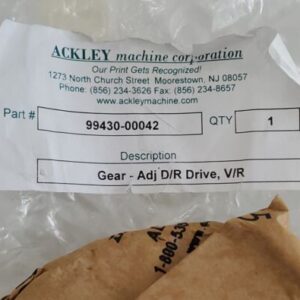 ACKLEY machine corporation
Our Print Gets Recognized!
1273 North Church Street Moorestown, NJ 08057
Phone: (856) 234-3626 Fax: (856) 234-8657
www.ackleymachine.com
Part # 99430-00042 QTY 1
Description
Gear - Adj D/R Drive, V/R